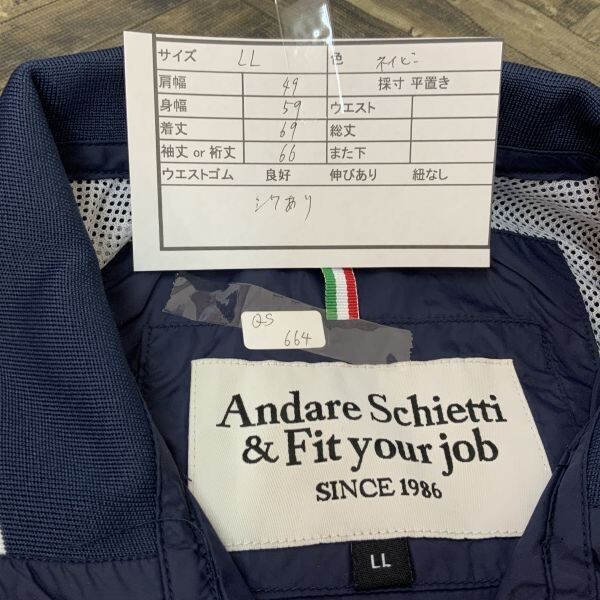 サイズ LL 色 ネイビー
肩幅 49 採寸 平置き
身幅 59 ウエスト
着丈 69 総丈
袖丈 or 裄丈 66 また下
ウエストゴム 良好 伸びあり 紐なし
シワあり
QS
664
Andare Schietti
& Fit your job
SINCE 1986
LL